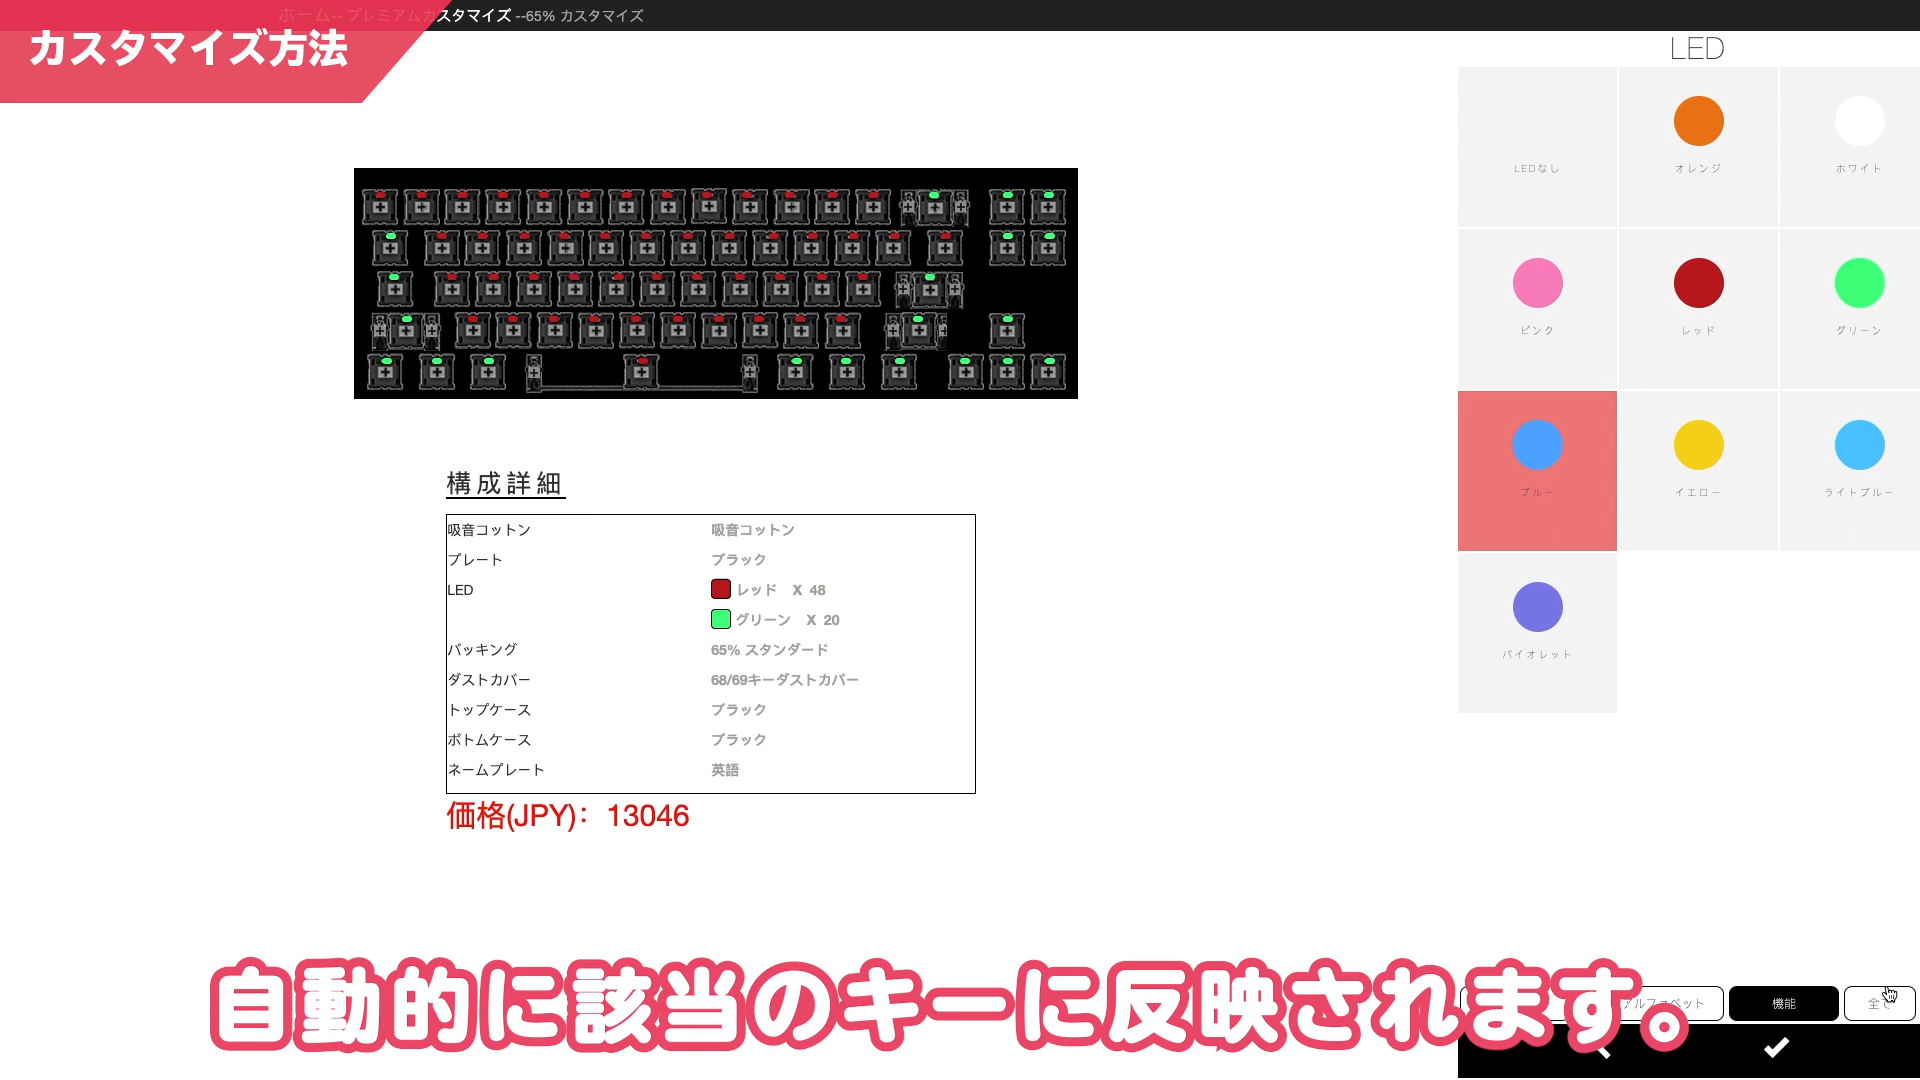 ホーム-- プレミアムカスタマイズ --65% カスタマイズ
カスタマイズ方法
LED
LEDなし
オレンジ
ホワイト
ピンク
レッド
グリーン
ブルー
イエロー
ライトブルー
バイオレット
構成詳細
吸音コットン 吸音コットン
プレート ブラック
LED レッド X 48
グリーン X 20
パッキング 65% スタンダード
ダストカバー 68/69キーダストカバー
トップケース ブラック
ボトムケース ブラック
ネームプレート 英語
価格(JPY)：13046
機能
自動的に該当のキーに反映されます。